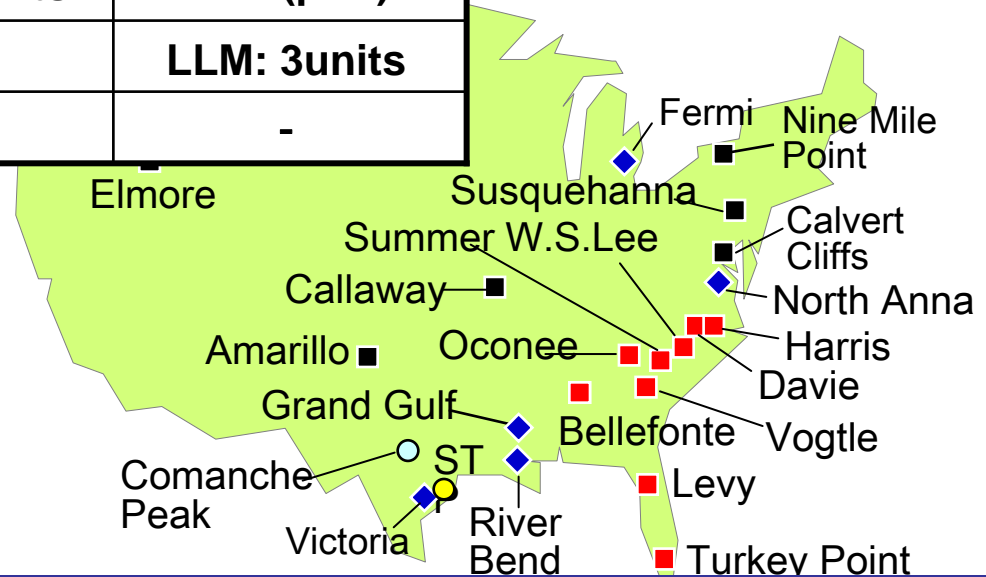 LLM: 3units
-
Fermi
Nine Mile
Point
Elmore
Susquehanna
Calvert
Cliffs
Summer W.S.Lee
Callaway
North Anna
Amarillo
Oconee
Harris
Davie
Grand Gulf
Bellefonte
Vogtle
Comanche
Peak
ST
P
Levy
Victoria
River
Bend
Turkey Point